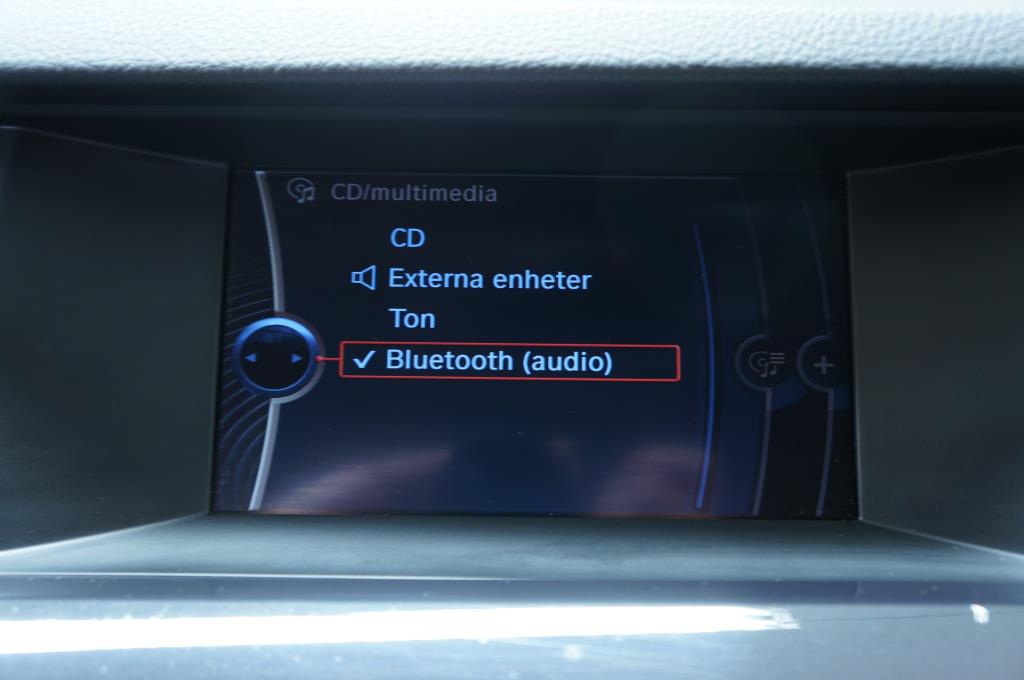 CD/multimedia
CD
Externa enheter
Ton
Bluetooth (audio)